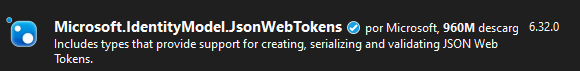 Microsoft.IdentityModel.JsonWebTokens por Microsoft, 960M descarg 6.32.0
Includes types that provide support for creating, serializing and validating JSON Web
Tokens.